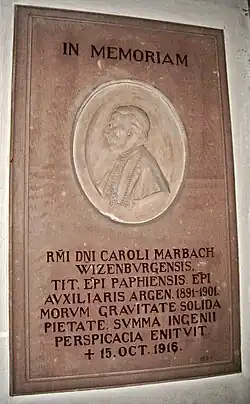 IN MEMORIAM
RM̃I DNI CAROLI MARBACH
WIZENBVRGENSIS.
TIT. EPI PAPHIENSIS. EPI
AVXILIARIS ARGEN. 1891-1901.
MORVM GRAVITATE SOLIDA
PIETATE, SVMMA INGENII
PERSPICACIA ENITVIT.
+ 15. OCT. 1916.